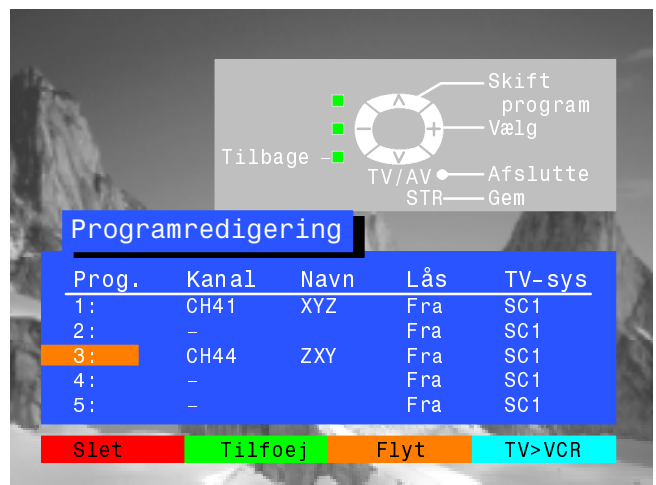 Skift
program
Vælg
Tilbage
TV/AV Afslutte
STR Gem
Programredigering
Prog. Kanal Navn Lås TV-sys
1: CH41 XYZ Fra SC1
2: – Fra SC1
3: CH44 ZXY Fra SC1
4: – Fra SC1
5: – Fra SC1
Slet Tilfoej Flyt TV>VCR